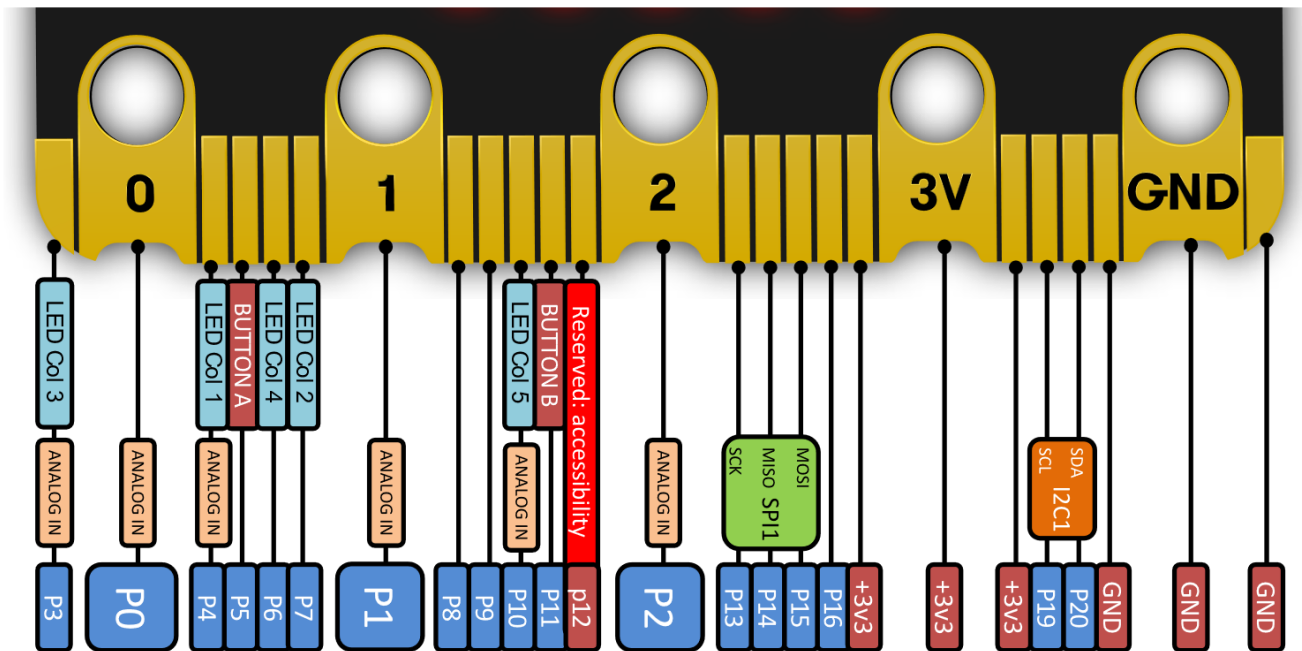 0
1
2
3V
GND
LED Col 3
LED Col 1
BUTTON A
LED Col 4
LED Col 2
LED Col 5
BUTTON B
Reserved: accessibility
ANALOG IN
ANALOG IN
ANALOG IN
ANALOG IN
ANALOG IN
ANALOG IN
SCK
MISO
MOSI
SPI1
SCL
SDA
I2C1
P3
P0
P4
P5
P6
P7
P1
P8
P9
P10
P11
p12
P2
P13
P14
P15
P16
+3v3
+3v3
+3v3
P19
P20
GND
GND
GND